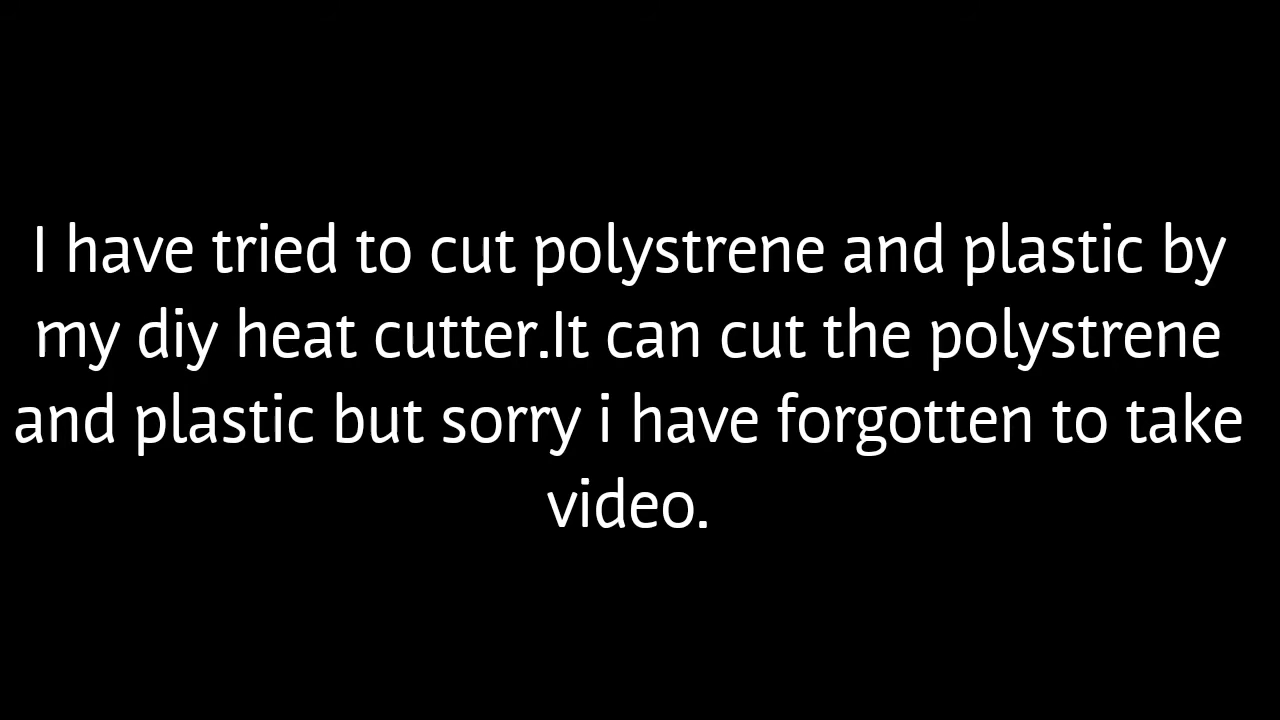 I have tried to cut polystrene and plastic by
my diy heat cutter.It can cut the polystrene
and plastic but sorry i have forgotten to take
video.